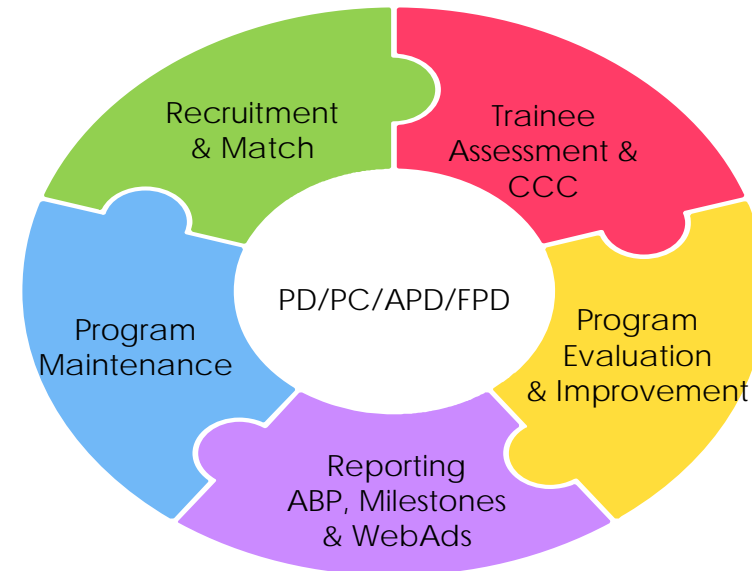 Recruitment
& Match
Trainee
Assessment &
CCC
PD/PC/APD/FPD
Program
Maintenance
Program
Evaluation
& Improvement
Reporting
ABP, Milestones
& WebAds